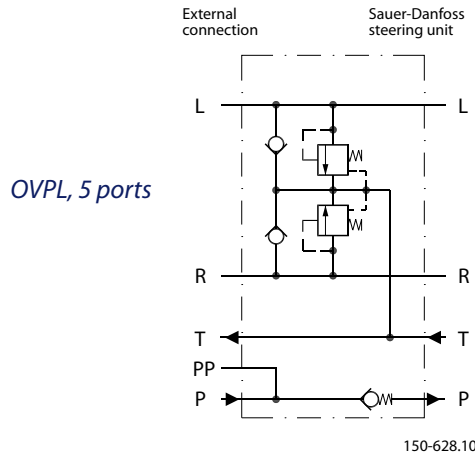 External connection
Sauer-Danfoss steering unit
L L
OVPL, 5 ports
R R
T T
PP
P P
150-628.10